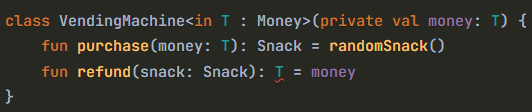 class VendingMachine<in T : Money>(private val money: T) {
    fun purchase(money: T): Snack = randomSnack()
    fun refund(snack: Snack): T = money
}